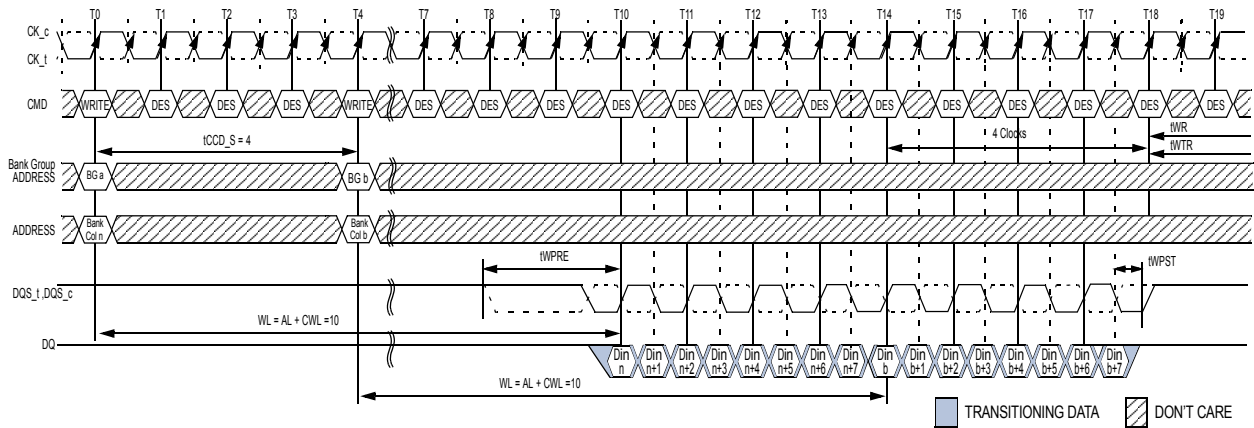 T0 T1 T2 T3 T4 T7 T8 T9 T10 T11 T12 T13 T14 T15 T16 T17 T18 T19
CK_c
CK_t
CMD WRITE DES DES DES WRITE DES DES DES DES DES DES DES DES DES DES DES DES DES
tCCD_S = 4
4 Clocks
tWR
tWTR
Bank Group
ADDRESS
BG a
BG b
ADDRESS
Bank
Col n
Bank
Col b
tWPRE
tWPST
DQS_t ,DQS_c
WL = AL + CWL =10
DQ
Din
n
Din
n+1
Din
n+2
Din
n+3
Din
n+4
Din
n+5
Din
n+6
Din
n+7
Din
b
Din
b+1
Din
b+2
Din
b+3
Din
b+4
Din
b+5
Din
b+6
Din
b+7
WL = AL + CWL =10
TRANSITIONING DATA
DON'T CARE